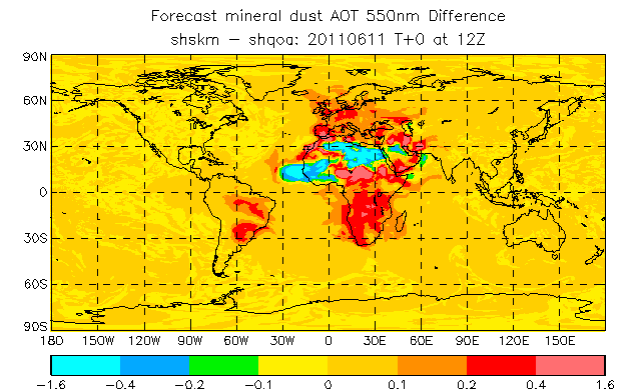 Forecast mineral dust AOT 550nm Difference
shskm - shqoa: 20110611 T+0 at 12Z
90N
60N
30N
0
30S
60S
90S
180 150W 120W 90W 60W 30W 0 30E 60E 90E 120E 150E
-1.6 -0.4 -0.1 0 0.1 0.2 0.4 1.6